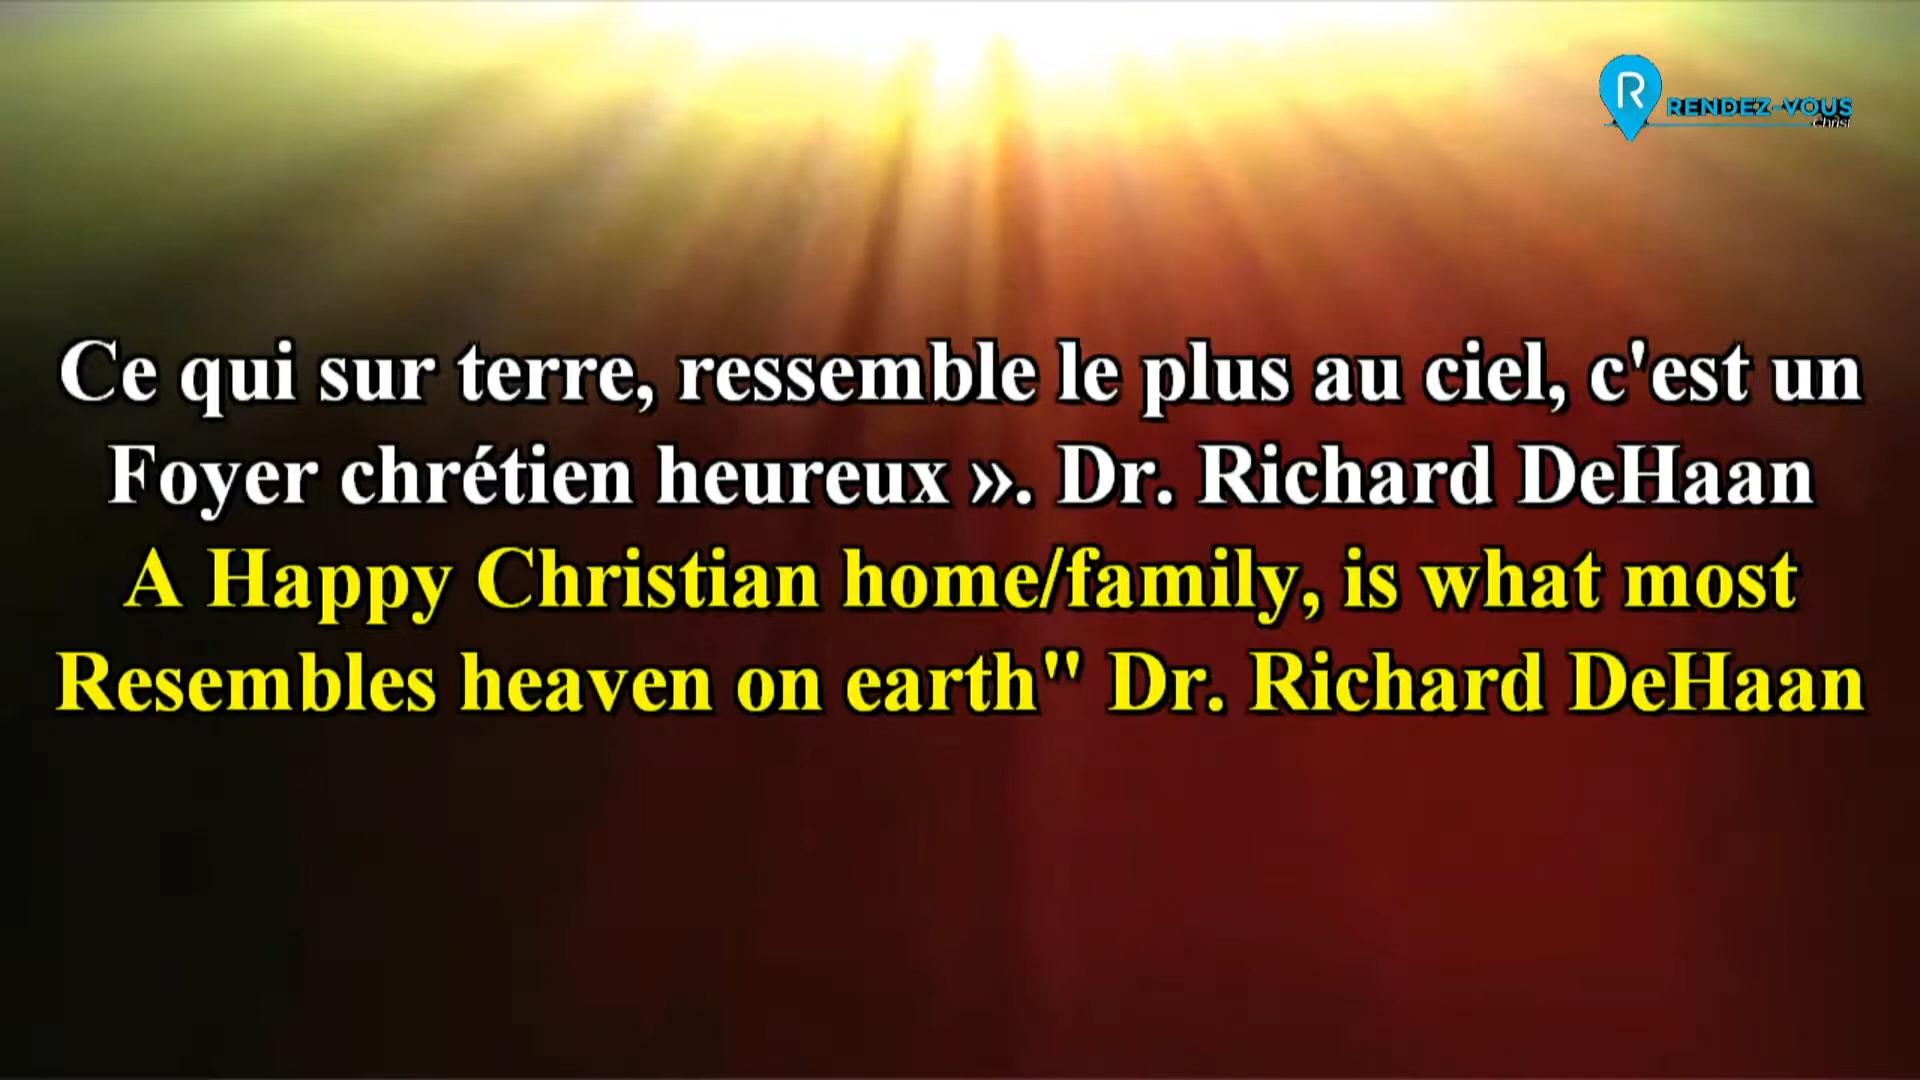 R
RENDEZ-VOUS
Christ
Ce qui sur terre, ressemble le plus au ciel, c'est un
Foyer chrétien heureux ». Dr. Richard DeHaan
A Happy Christian home/family, is what most
Resembles heaven on earth" Dr. Richard DeHaan